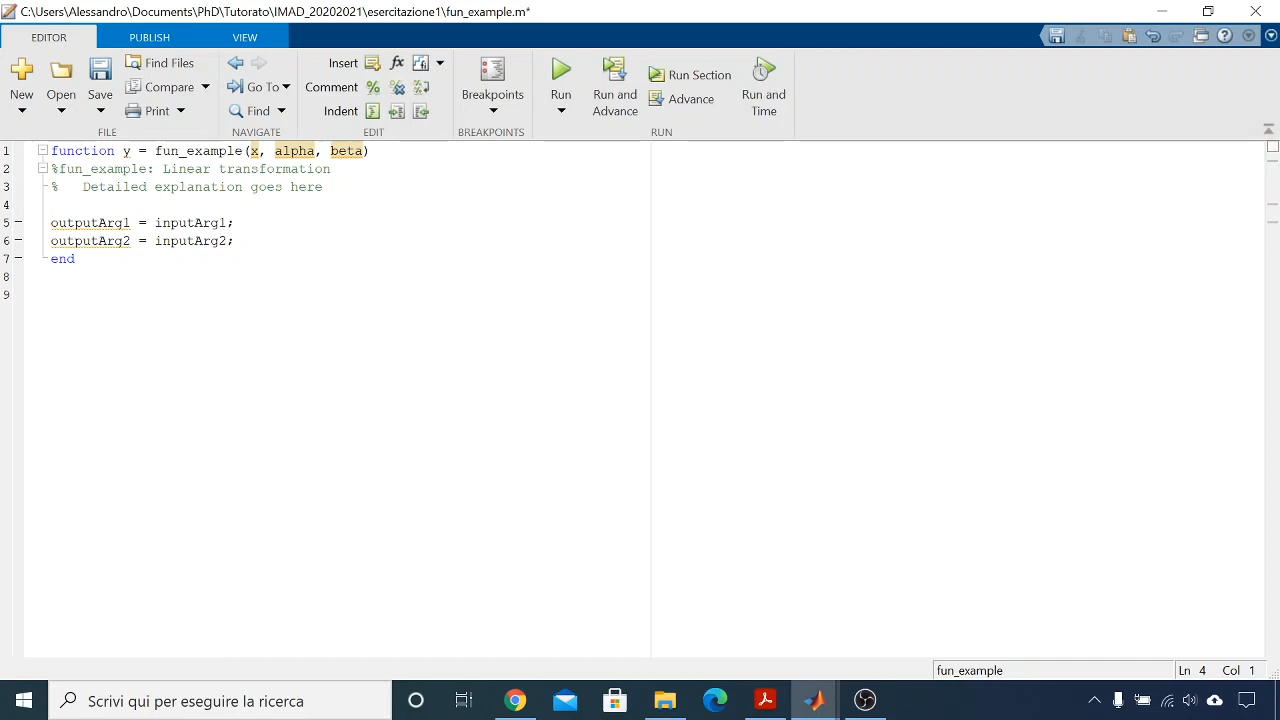 C:\Users\Alessandro\Documents\PhD\Tutorato\IMAD_20202021\esercitazione1\fun_example.m*
EDITOR PUBLISH VIEW
New Open Save Find Files Compare Print
Go To Find
Insert Comment Indent
Breakpoints
Run Run and Advance Run Section Advance Run and Time
FILE NAVIGATE EDIT BREAKPOINTS RUN
1 function y = fun_example(x, alpha, beta)
2 %fun_example: Linear transformation
3 %   Detailed explanation goes here
4
5 outputArg1 = inputArg1;
6 outputArg2 = inputArg2;
7 end
8
9
fun_example Ln 4 Col 1
Scrivi qui per eseguire la ricerca